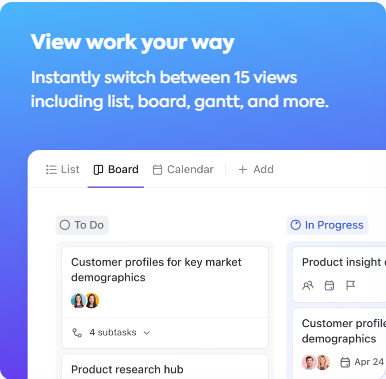 View work your way
Instantly switch between 15 views
including list, board, gantt, and more.
List Board Calendar + Add
To Do
Customer profiles for key market
demographics
4 subtasks
Product research hub
In Progress
Product insight
Customer profile
Apr 24